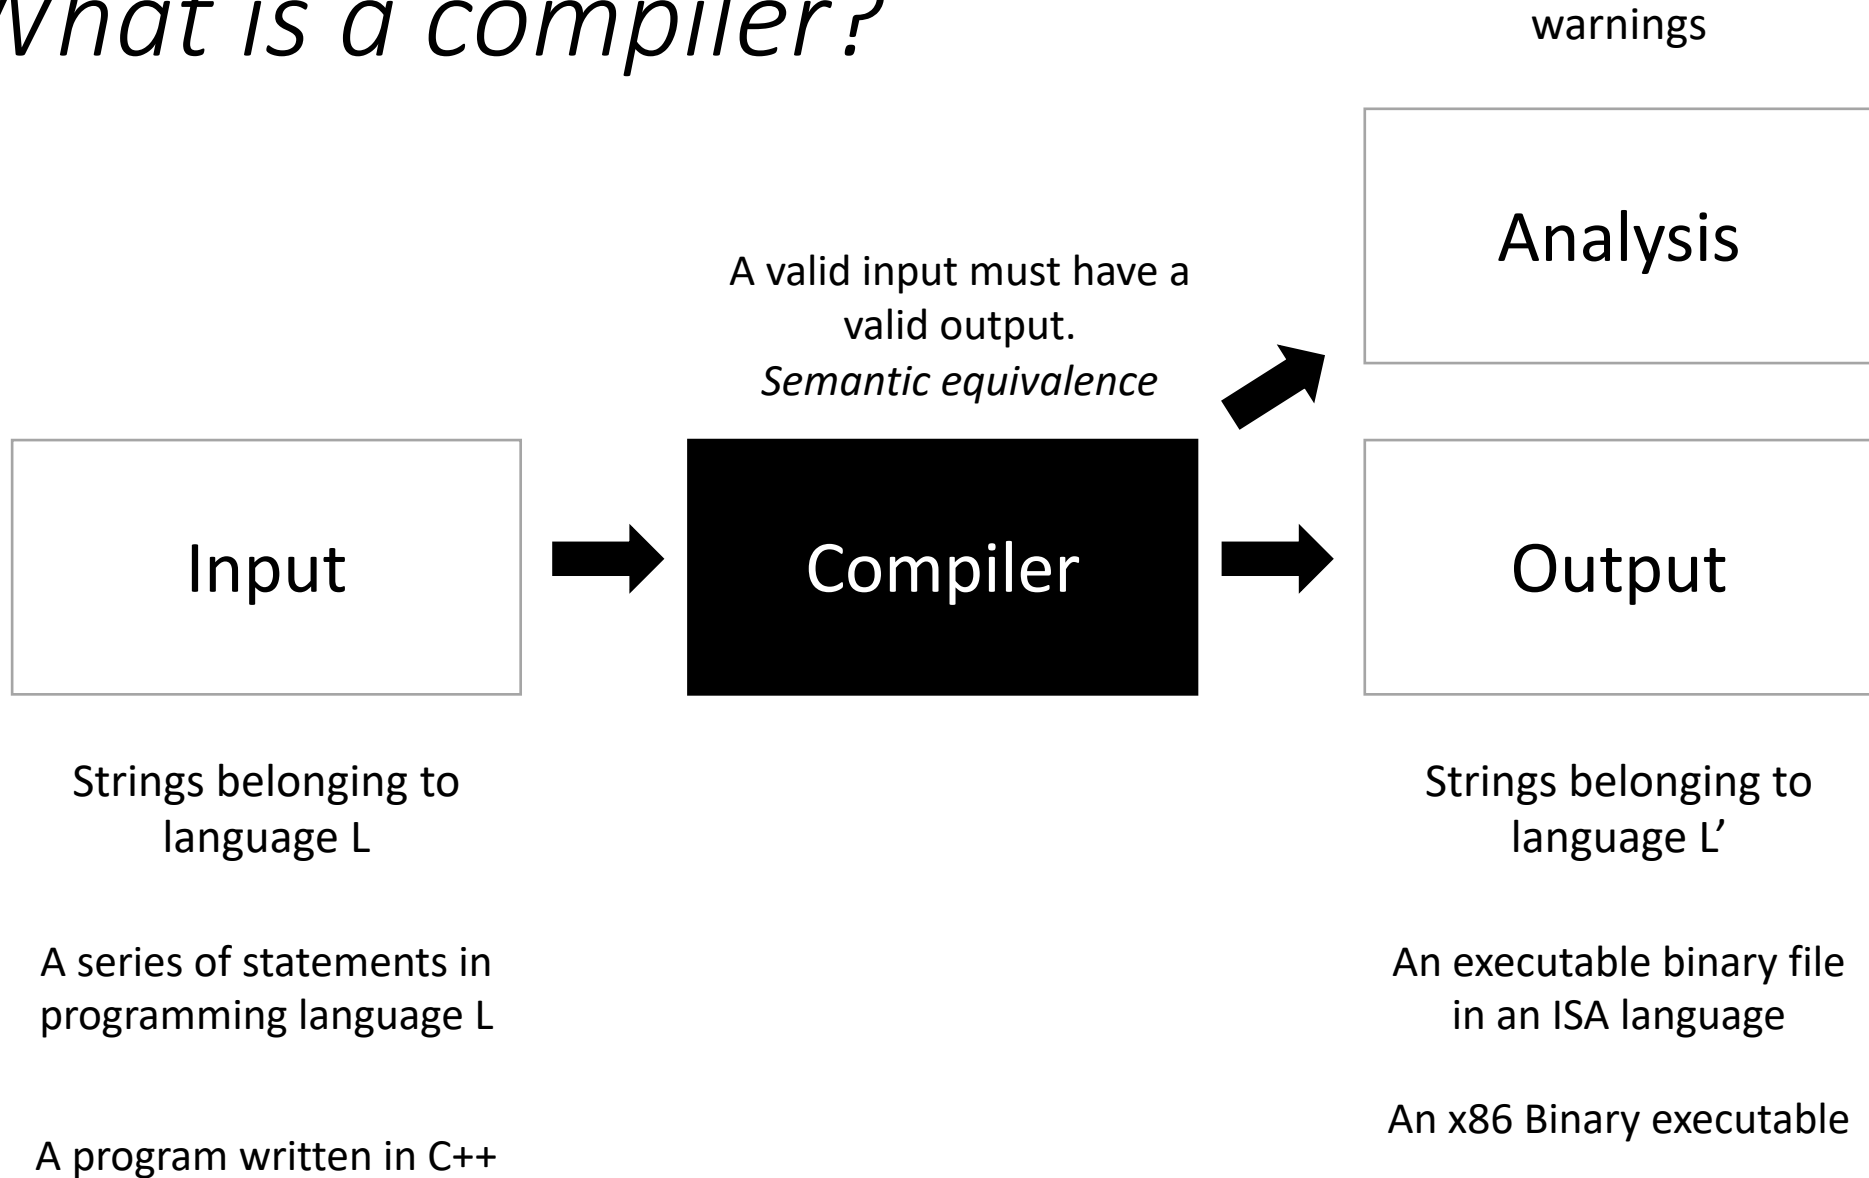 What is a compiler?
warnings
Analysis
A valid input must have a
valid output.
Semantic equivalence
Input
Compiler
Output
Strings belonging to
language L
Strings belonging to
language L’
A series of statements in
programming language L
An executable binary file
in an ISA language
An x86 Binary executable
A program written in C++